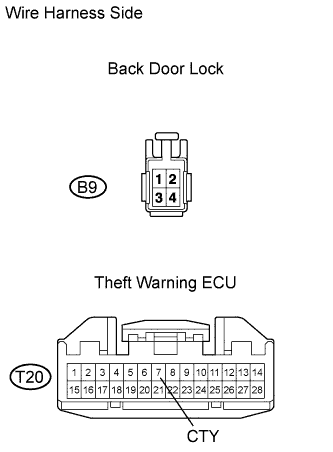 Wire Harness Side
Back Door Lock
B9
1 2
3 4
Theft Warning ECU
T20
1 2 3 4 5 6 7 8 9 10 11 12 13 14
15 16 17 18 19 20 21 22 23 24 25 26 27 28
CTY